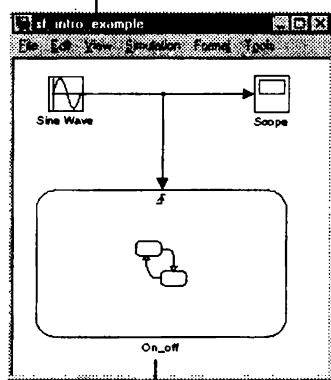 sf_intro_example
File Edit View Simulation Format Tools
Sine Wave
Scope
On_off